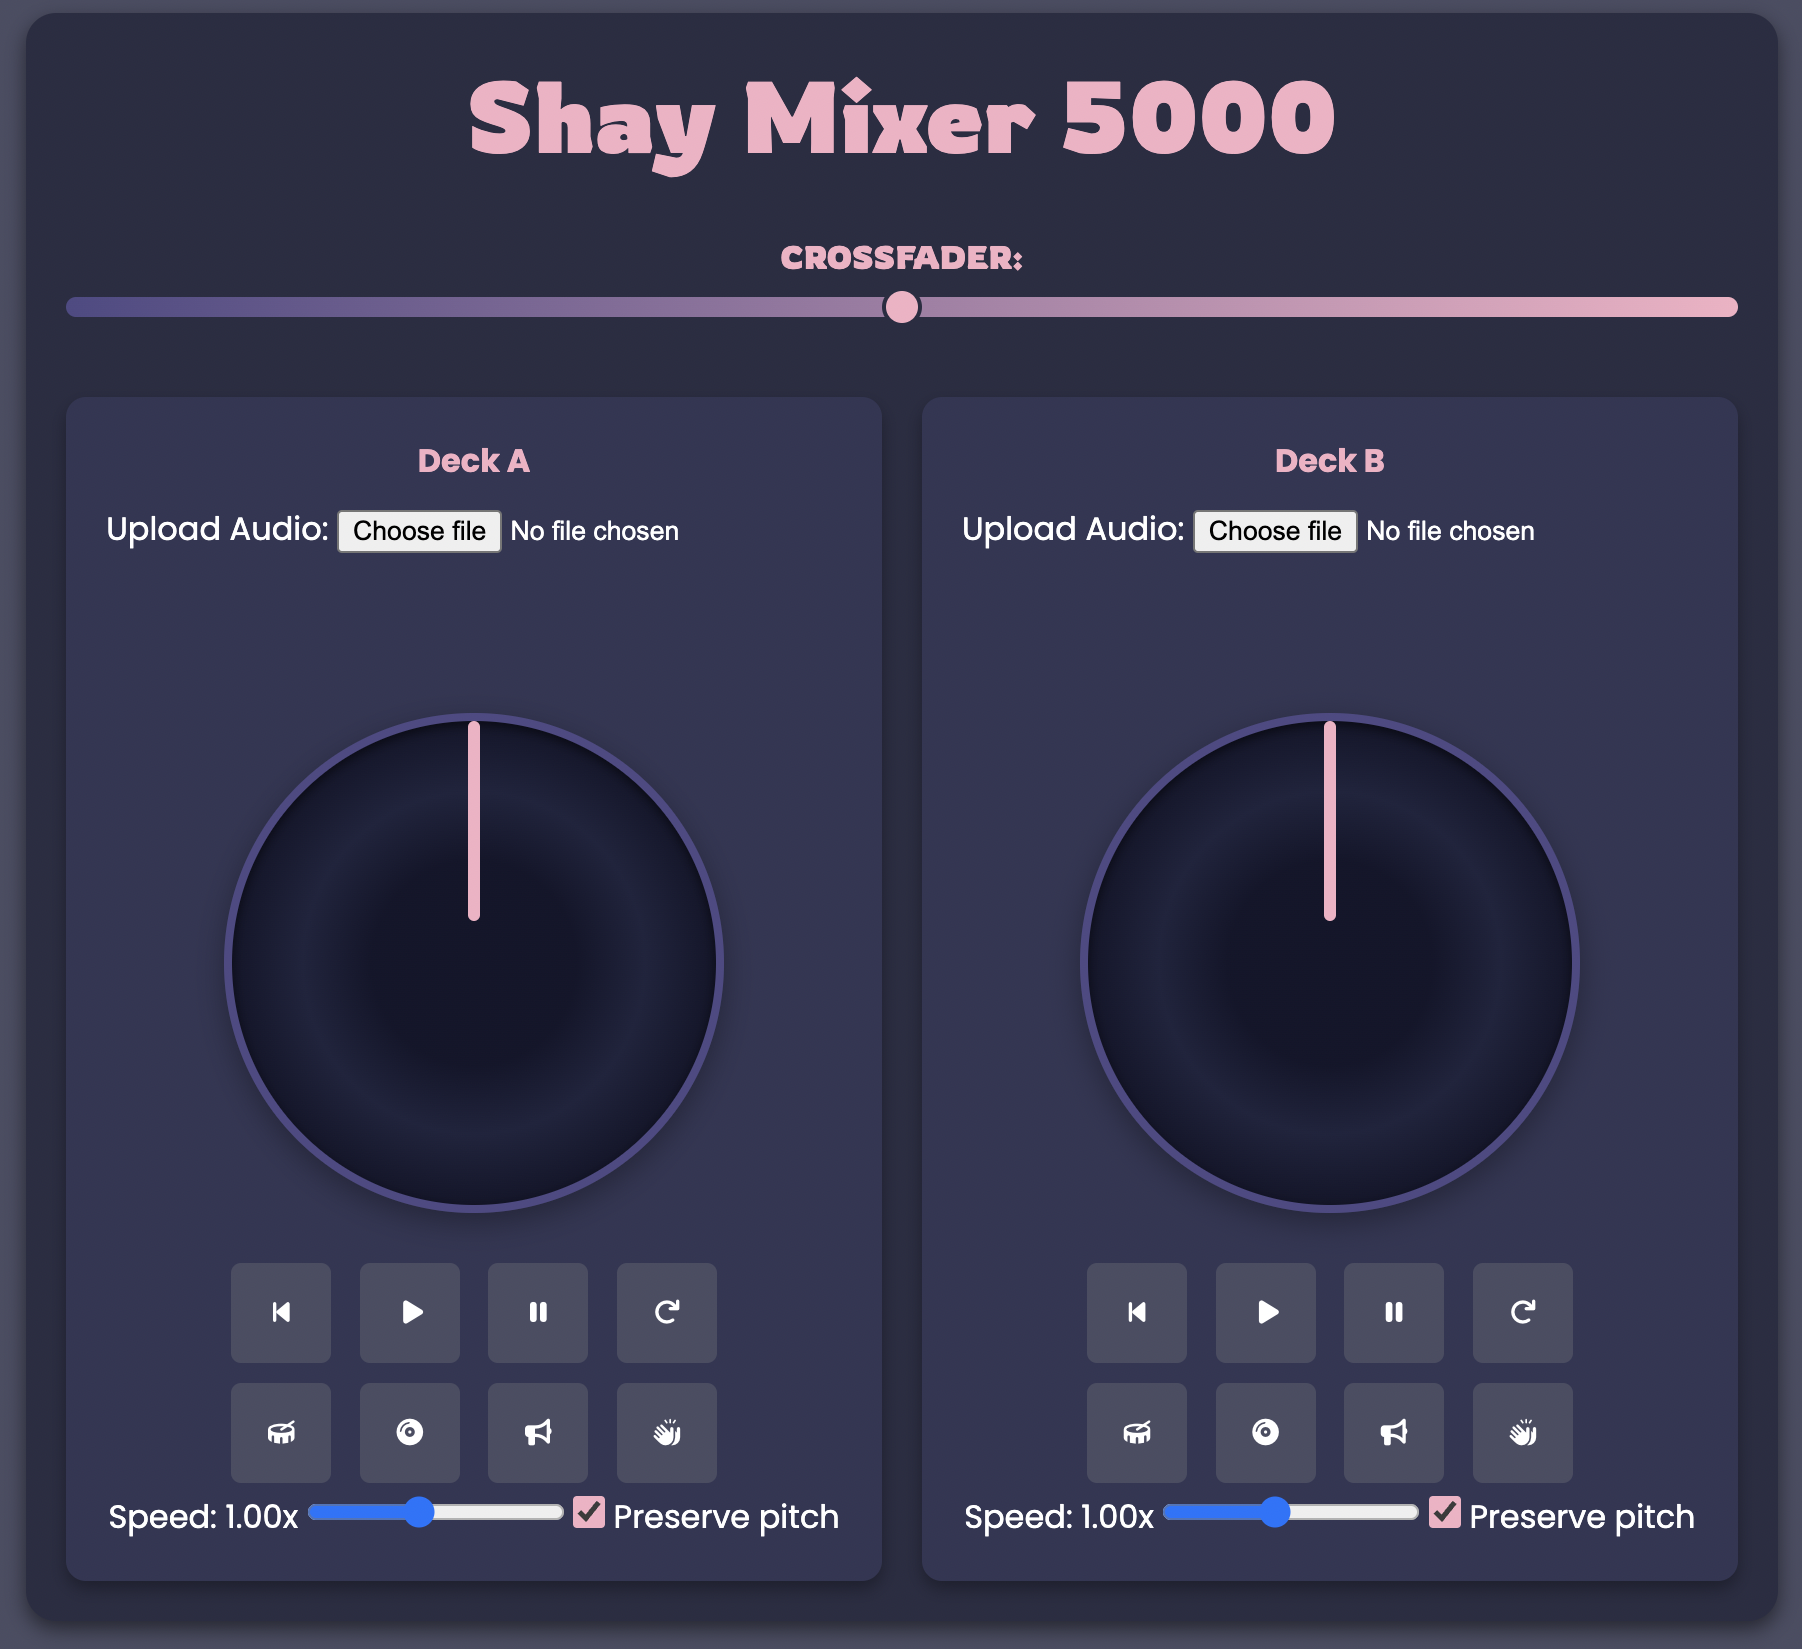 Shay Mixer 5000
CROSSFADER:
Deck A
Upload Audio: Choose file No file chosen
Speed: 1.00x Preserve pitch
Deck B
Upload Audio: Choose file No file chosen
Speed: 1.00x Preserve pitch